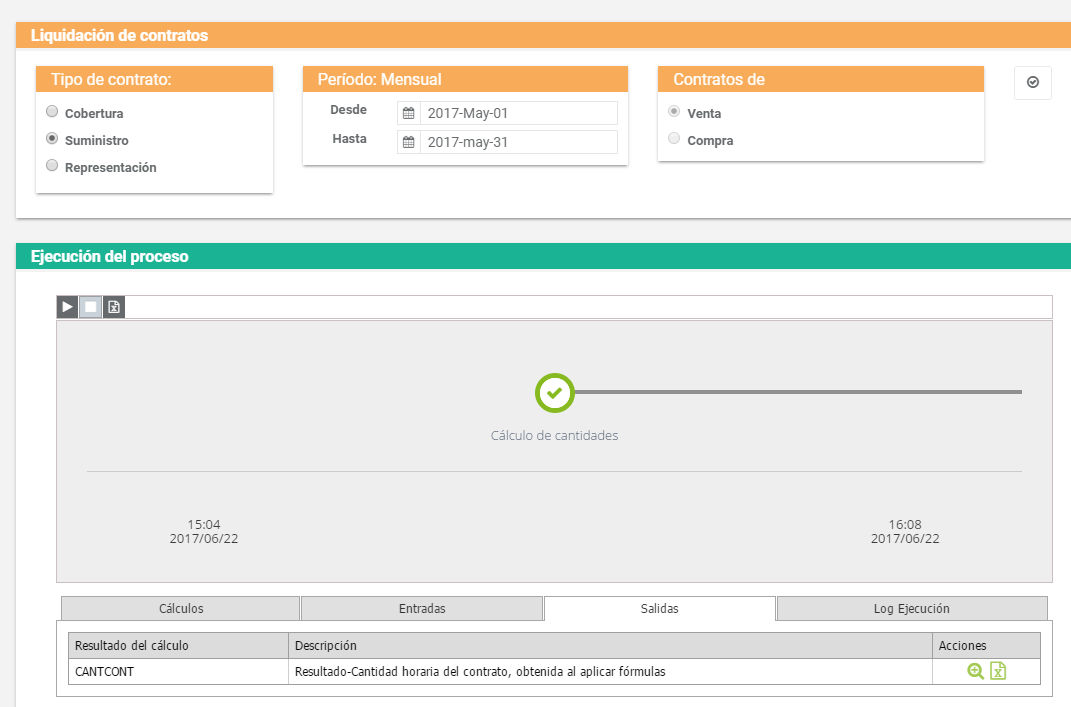 Liquidación de contratos
Tipo de contrato:
Cobertura
Suministro
Representación
Período: Mensual
Desde 2017-May-01
Hasta 2017-may-31
Contratos de
Venta
Compra
Ejecución del proceso
Cálculo de cantidades
15:04
2017/06/22
16:08
2017/06/22
Cálculos Entradas Salidas Log Ejecución
Resultado del cálculo Descripción Acciones
CANTCONT Resultado-Cantidad horaria del contrato, obtenida al aplicar fórmulas